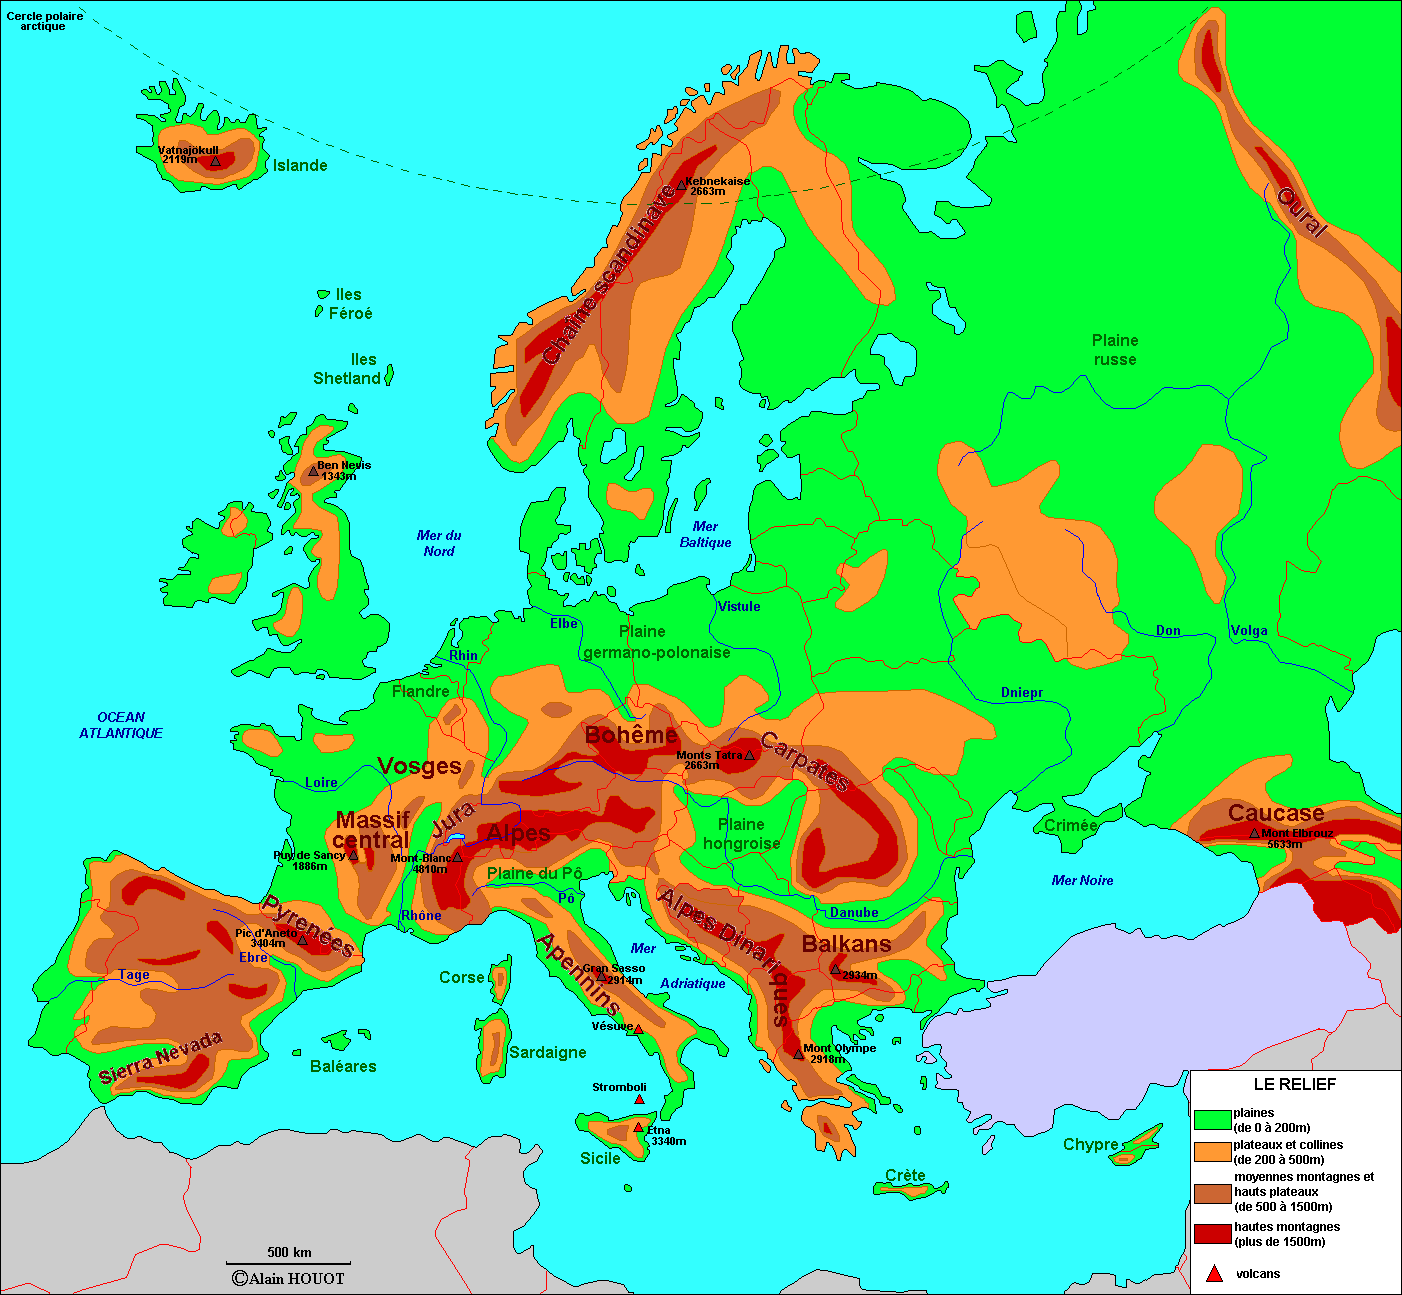 Cercle polaire
arctique
Vatnajökull
2119m
Islande
Kebnekaise
2663m
Chaîne scandinave
Oural
Iles
Féroé
Iles
Shetland
Plaine
russe
Ben Nevis
1343m
Mer du
Nord
Mer
Baltique
Vistule
Elbe
Plaine
germano-polonaise
Rhin
Don
Volga
Flandre
Dniepr
OCEAN
ATLANTIQUE
Bohême
Monts Tatra
2663m
Carpates
Vosges
Loire
Jura
Massif
central
Alpes
Puy de Sancy
1886m
Mont Blanc
4810m
Plaine
hongroise
Crimée
Caucase
Mont Elbrouz
5633m
Plaine du Pô
Pô
Mer Noire
Rhône
Danube
Pyrenées
Pic d'Aneto
3404m
Ebre
Tage
Alpes Dinariques
Balkans
2934m
Mer
Adriatique
Apennins
Gran Sasso
2914m
Corse
Vésuve
Sierra Nevada
Baléares
Sardaigne
Mont Olympe
2918m
Stromboli
Etna
3340m
Sicile
Crète
Chypre
LE RELIEF
plaines
(de 0 à 200m)
plateaux et collines
(de 200 à 500m)
moyennes montagnes et
hauts plateaux
(de 500 à 1500m)
hautes montagnes
(plus de 1500m)
volcans
500 km
©Alain HOUOT